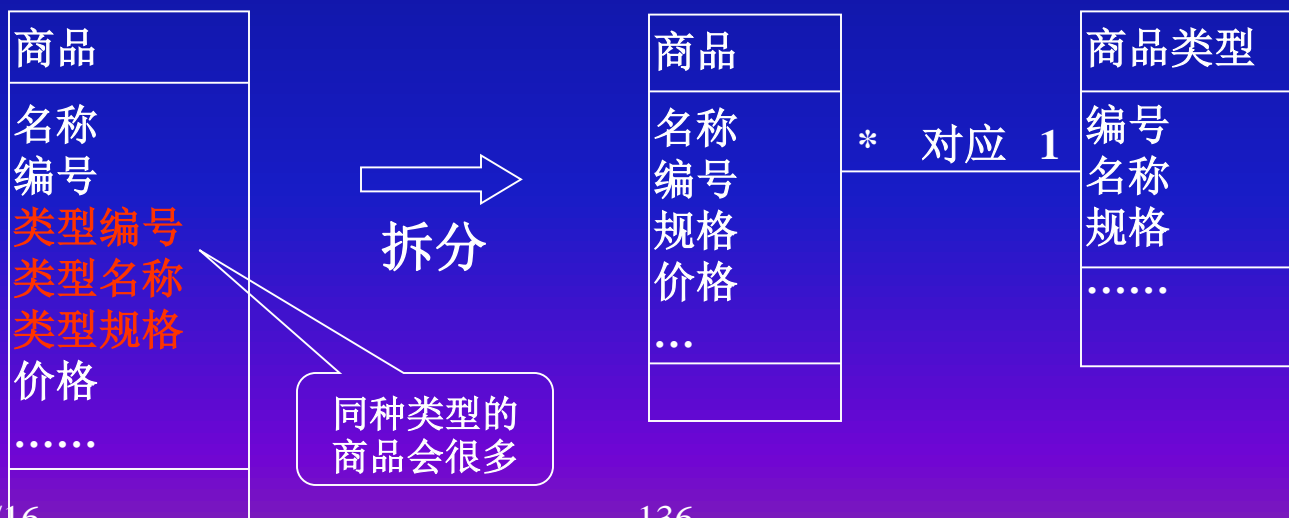 商品
名称
编号
类型编号
类型名称
类型规格
价格
……
拆分
同种类型的
商品会很多
商品
名称
编号
规格
价格
…
* 对应 1
商品类型
编号
名称
规格
……
136